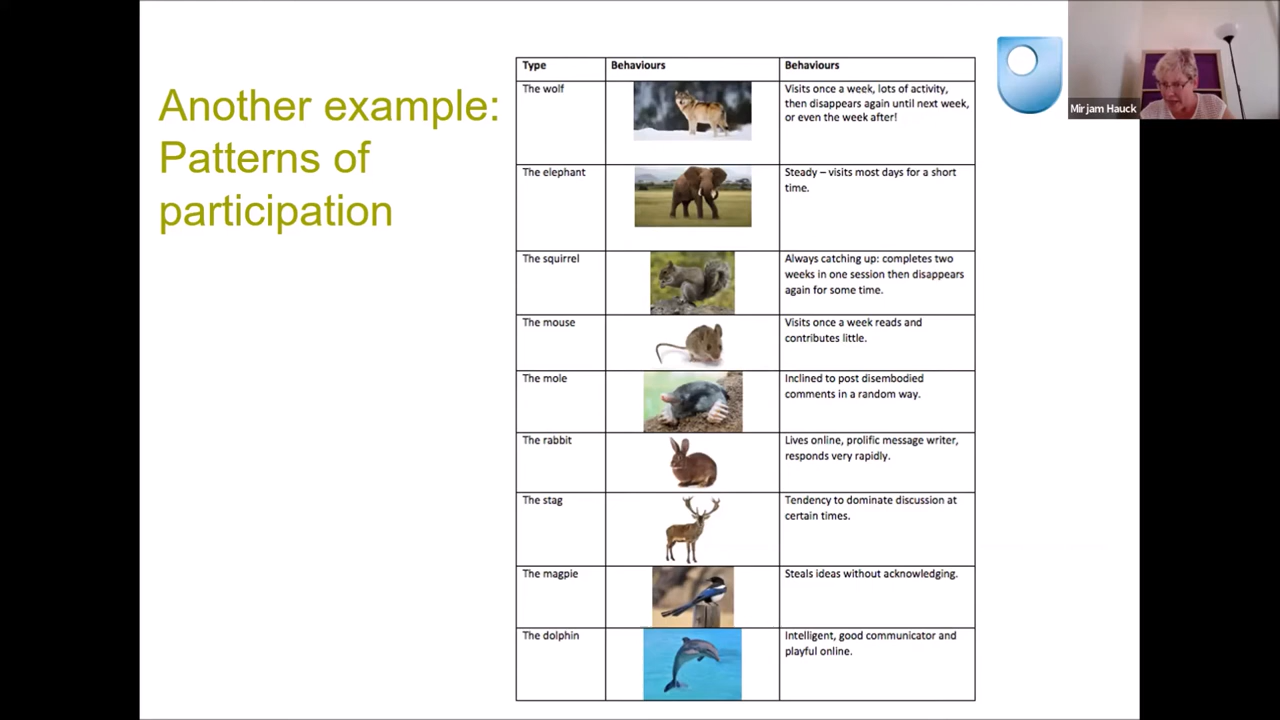 Another example:
Patterns of
participation
Type Behaviours Behaviours
The wolf
Visits once a week, lots of activity,
then disappears again until next week,
or even the week after!
The elephant
Steady – visits most days for a short
time.
The squirrel
Always catching up: completes two
weeks in one session then disappears
again for some time.
The mouse
Visits once a week reads and
contributes little.
The mole
Inclined to post disembodied
comments in a random way.
The rabbit
Lives online, prolific message writer,
responds very rapidly.
The stag
Tendency to dominate discussion at
certain times.
The magpie
Steals ideas without acknowledging.
The dolphin
Intelligent, good communicator and
playful online.
Mirjam Hauck